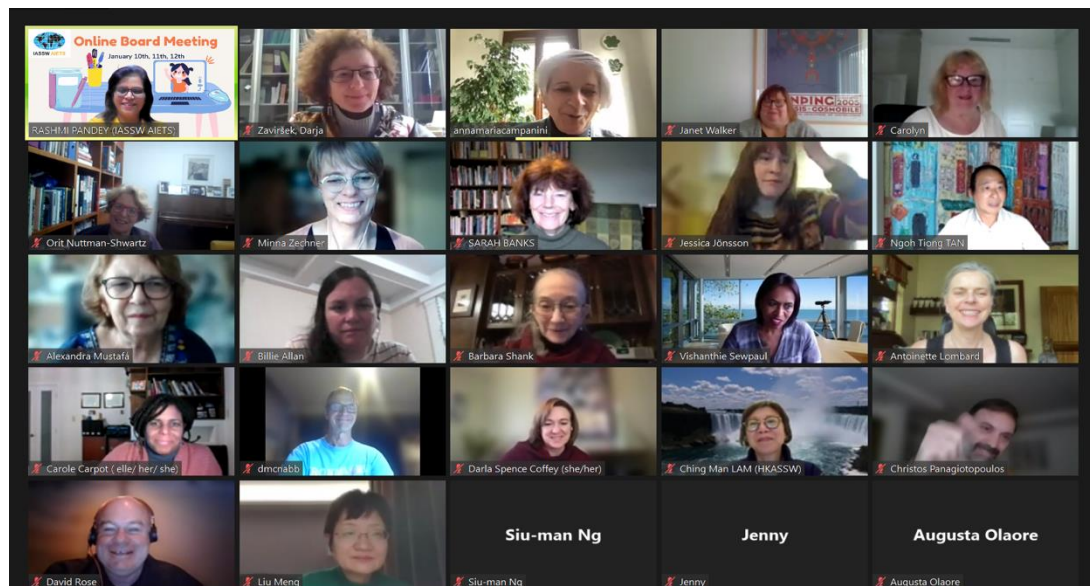 IASSW AIETS
Online Board Meeting
January 10th, 11th, 12th
RASHMI PANDEY (IASSW AIETS)
Zaviršek, Darja
annamariacampanini
NDING 2005
Janet Walker
Carolyn
Orit Nuttman-Shwartz
Minna Zechner
SARAH BANKS
Jessica Jönsson
Ngoh Tiong TAN
Alexandra Mustafá
Billie Allan
Barbara Shank
Vishanthie Sewpaul
Antoinette Lombard
Carole Carpot ( elle/ her/ she)
dmcnabb
Darla Spence Coffey (she/her)
Ching Man LAM (HKASSW)
Christos Panagiotopoulos
David Rose
Liu Meng
Siu-man Ng
Siu-man Ng
Jenny
Jenny
Augusta Olaore
Augusta Olaore